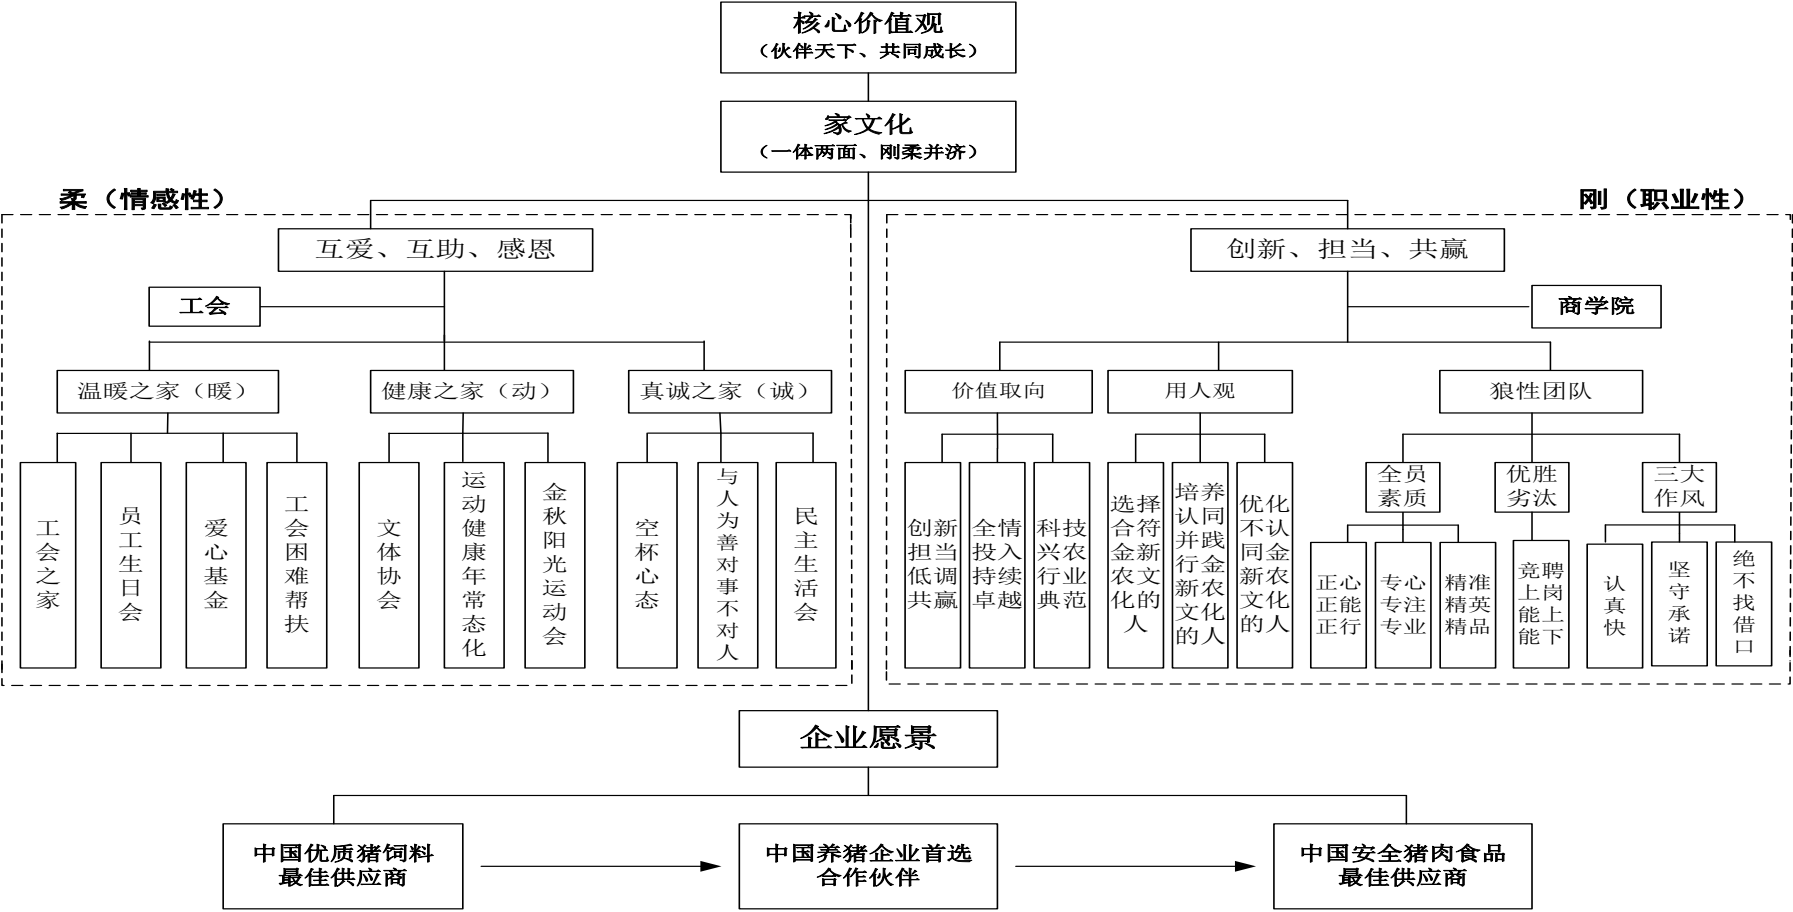 核心价值观
（伙伴天下、共同成长）
家文化
（一体两面、刚柔并济）
柔（情感性）
刚（职业性）
互爱、互助、感恩
创新、担当、共赢
工会
商学院
温暖之家（暖）
健康之家（动）
真诚之家（诚）
价值取向
用人观
狼性团队
工会之家
员工生日会
爱心基金
工会困难帮扶
文体协会
运动健康年常态化
金秋阳光运动会
空杯心态
与人为善对事不对人
民主生活会
创新
担当
低调
共赢
全情
投入
持续
卓越
科技
兴农
行业
典范
选择
合符
金新
农文
化的
人
培养
认同
并践
行金
新农
文化
的人
优化
不认
同金
新农
文化
的人
全员
素质
优胜
劣汰
三大
作风
正心
正能
正行
专心
专注
专业
精准
精英
精品
竞聘
上岗
能上
能下
认真快
坚守承诺
绝不找借口
企业愿景
中国优质猪饲料
最佳供应商
中国养猪企业首选
合作伙伴
中国安全猪肉食品
最佳供应商